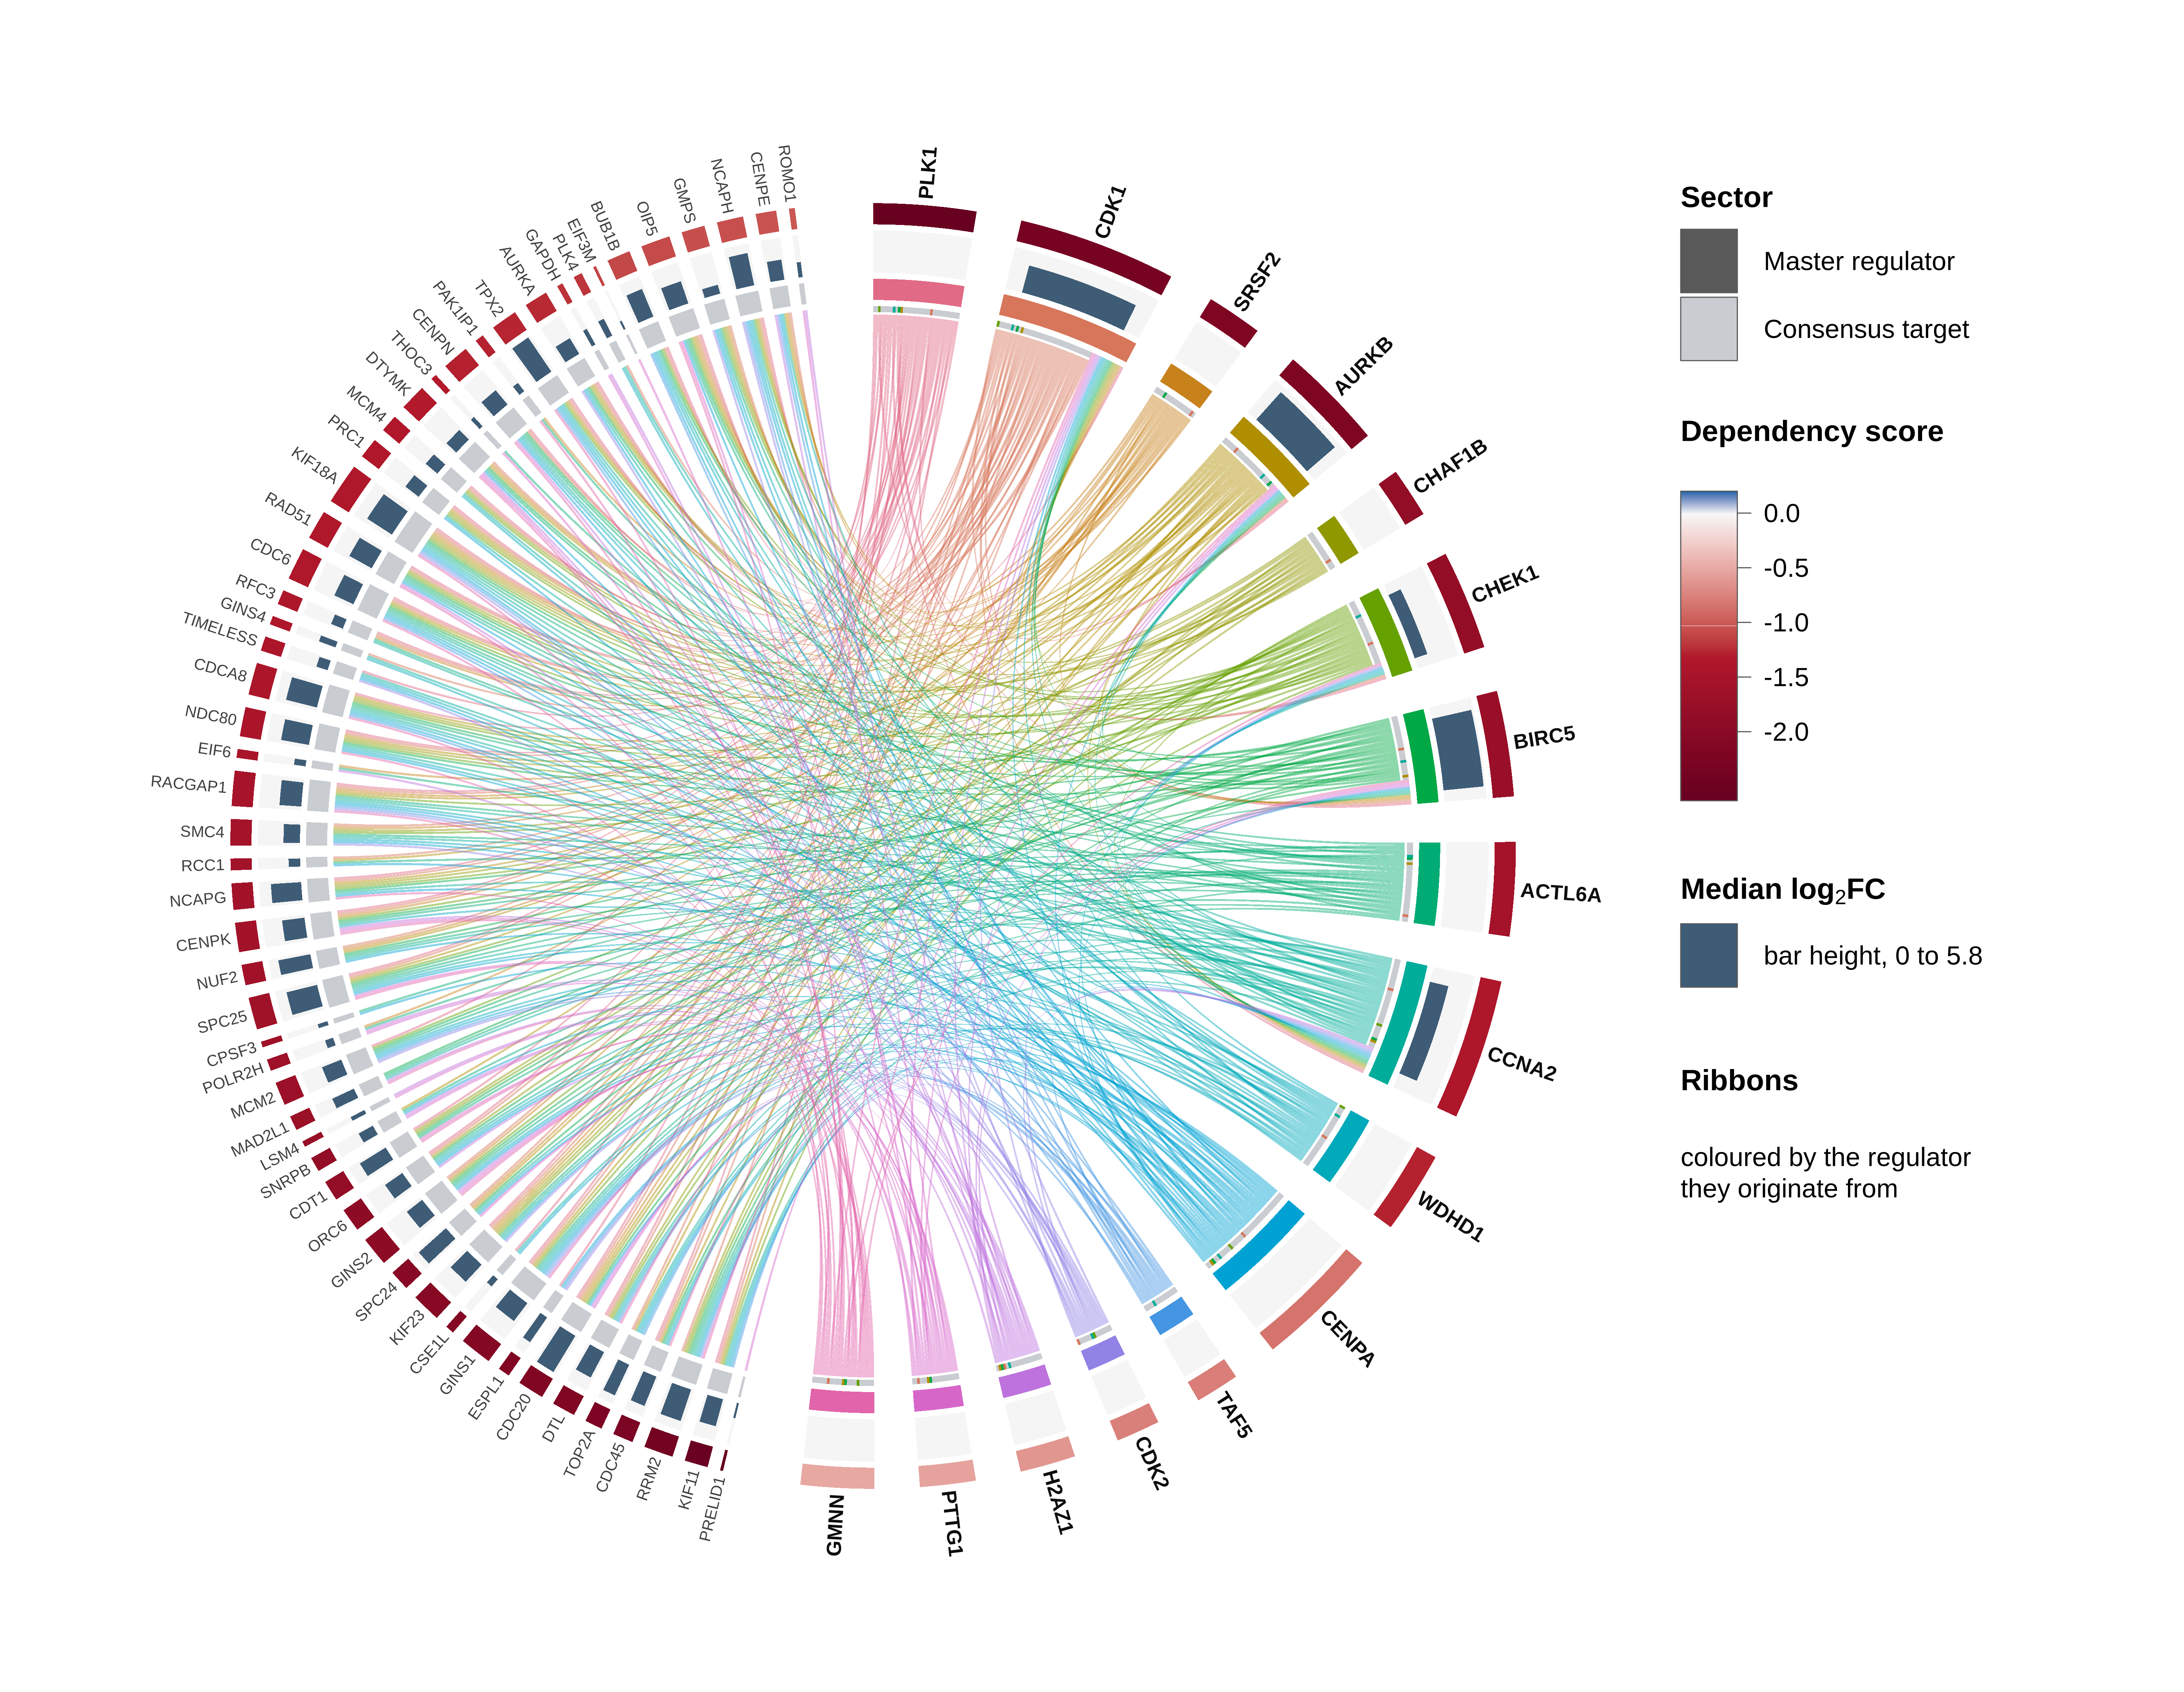 PLK1
CDK1
SRSF2
AURKB
CHAF1B
CHEK1
BIRC5
ACTL6A
CCNA2
WDHD1
CENPA
TAF5
CDK2
H2AZ1
PTTG1
GMNN
PRELID1
KIF11
RRM2
CDC45
TOP2A
DTL
CDC20
ESPL1
GINS1
CSE1L
KIF23
SPC24
GINS2
ORC6
CDT1
SNRPB
LSM4
MAD2L1
MCM2
POLR2H
CPSF3
SPC25
NUF2
CENPK
NCAPG
RCC1
SMC4
RACGAP1
EIF6
NDC80
CDCA8
TIMELESS
GINS4
RFC3
CDC6
RAD51
KIF18A
PRC1
MCM4
DTYMK
THOC3
CENPN
PAK1IP1
TPX2
AURKA
GAPDH
PLK4
EIF3M
BUB1B
OIP5
GMPS
NCAPH
CENPE
ROMO1
Sector
Master regulator
Consensus target
Dependency score
0.0
-0.5
-1.0
-1.5
-2.0
Median log₂FC
bar height, 0 to 5.8
Ribbons
coloured by the regulator
they originate from